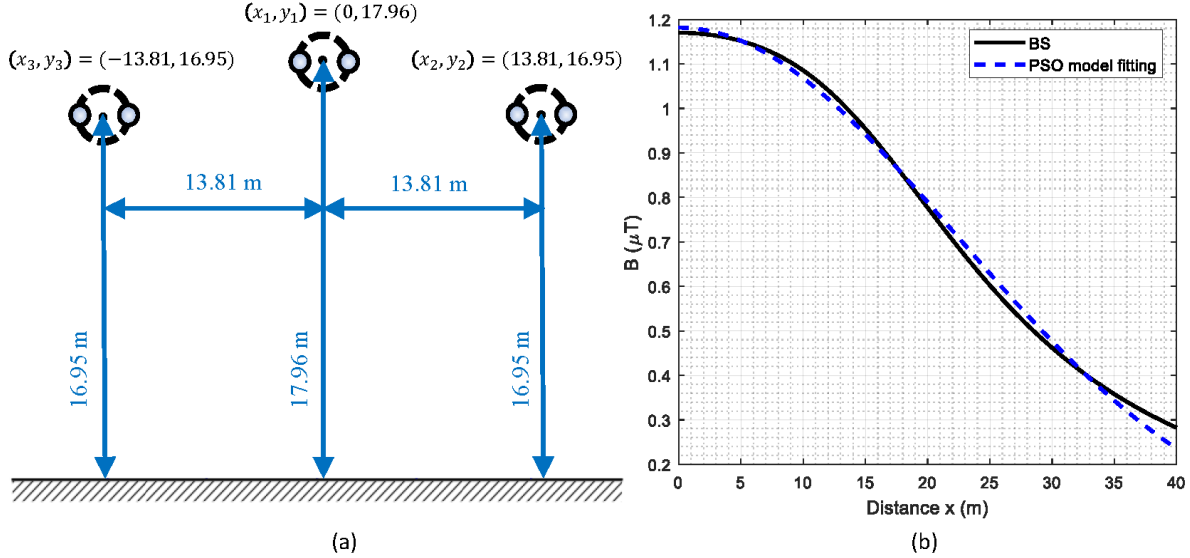 (x₁, y₁) = (0, 17.96)
(x₃, y₃) = (−13.81, 16.95)
(x₂, y₂) = (13.81, 16.95)
13.81 m
13.81 m
16.95 m
17.96 m
16.95 m
(a)
BS
PSO model fitting
1.2
1.1
1
0.9
0.8
0.7
0.6
0.5
0.4
0.3
0.2
B (μT)
0 5 10 15 20 25 30 35 40
Distance x (m)
(b)